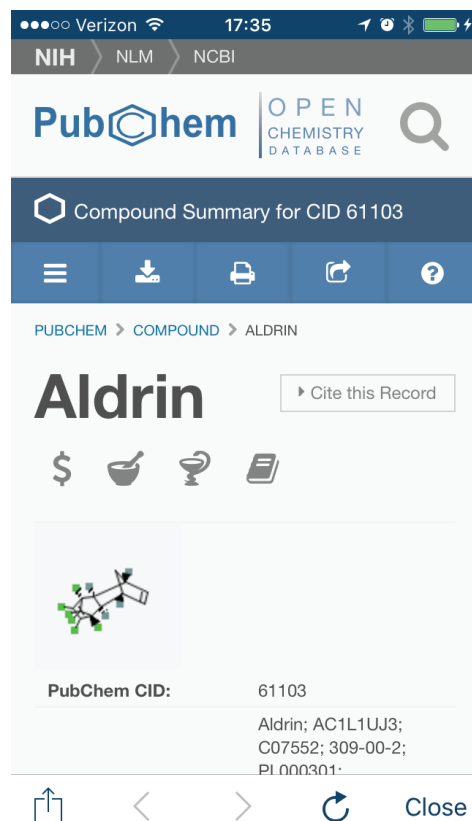 Verizon 17:35
NIH NLM NCBI
PubChem OPEN
CHEMISTRY
DATABASE
Compound Summary for CID 61103
PUBCHEM > COMPOUND > ALDRIN
Aldrin
Cite this Record
PubChem CID: 61103
Aldrin; AC1L1UJ3;
C07552; 309-00-2;
PL000301;
Close